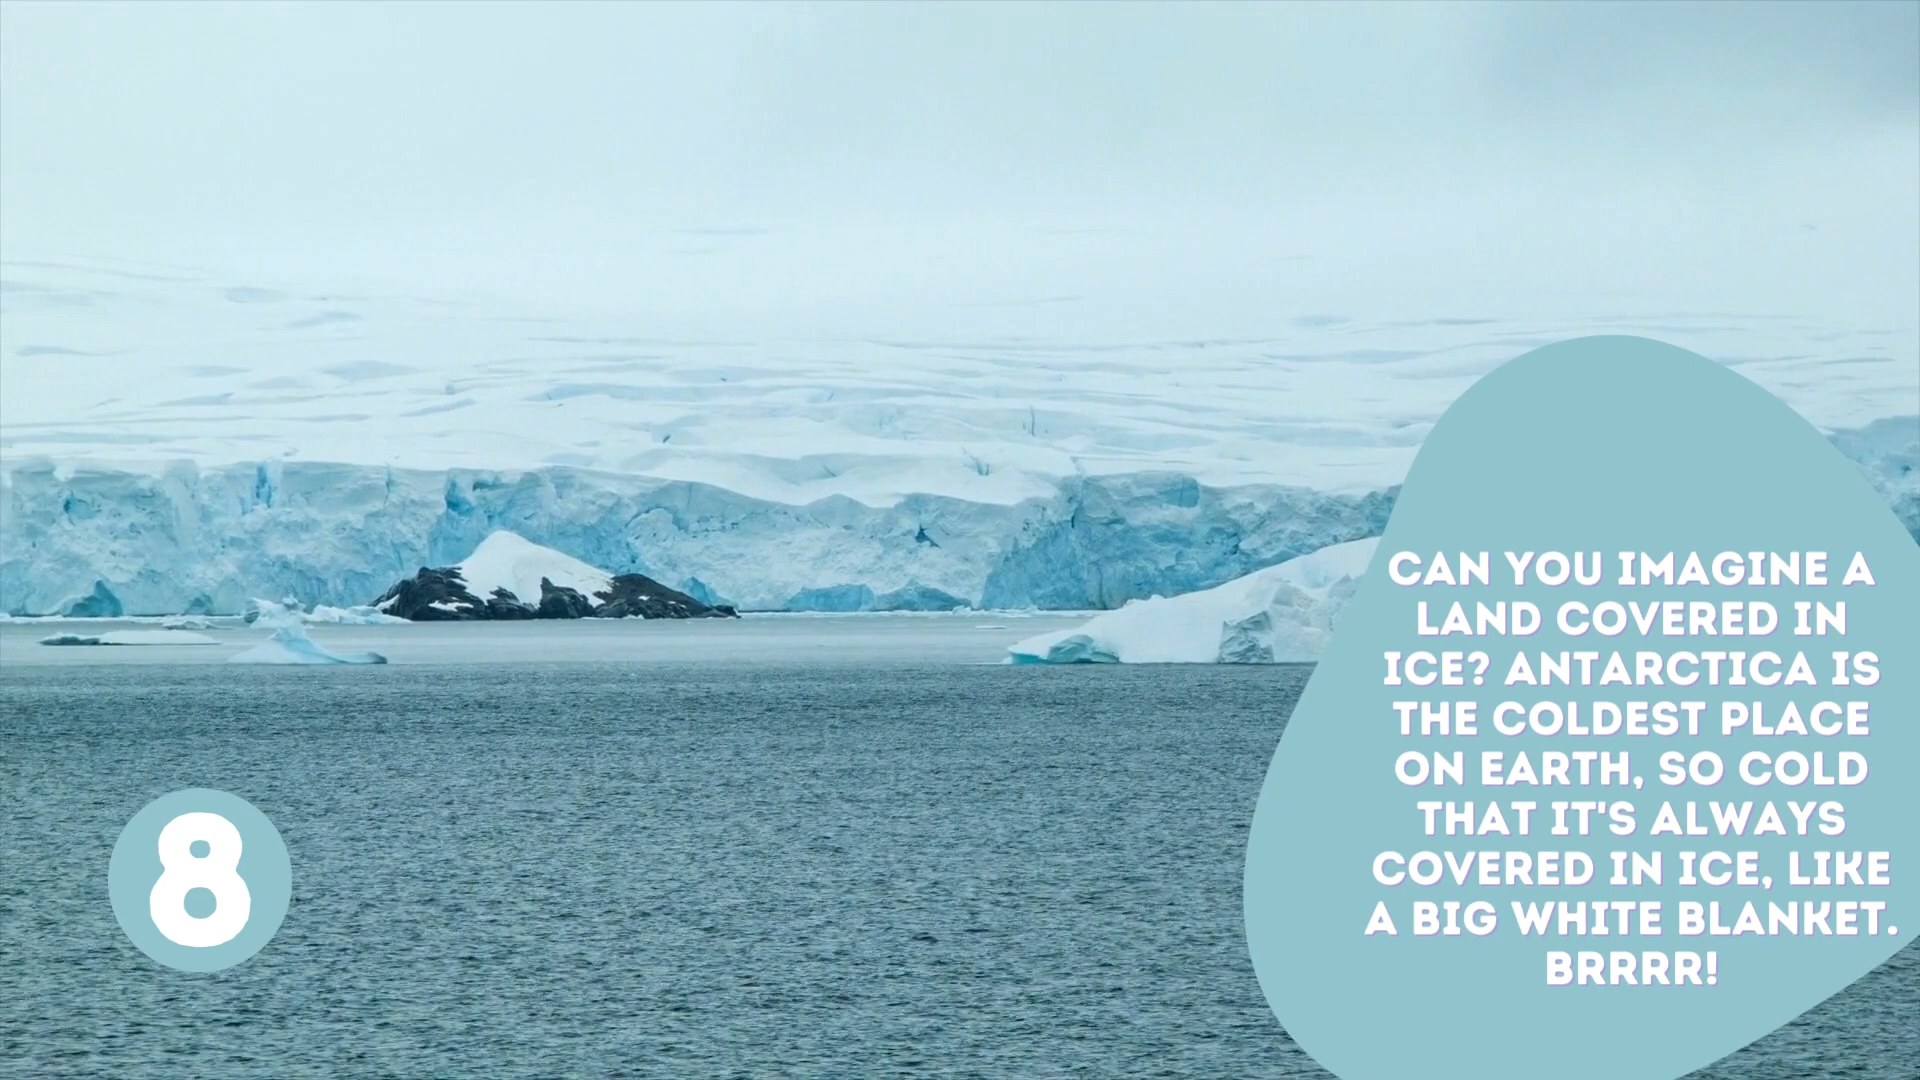 CAN YOU IMAGINE A
LAND COVERED IN
ICE? ANTARCTICA IS
THE COLDEST PLACE
ON EARTH, SO COLD
THAT IT'S ALWAYS
COVERED IN ICE, LIKE
A BIG WHITE BLANKET.
BRRRR!
8